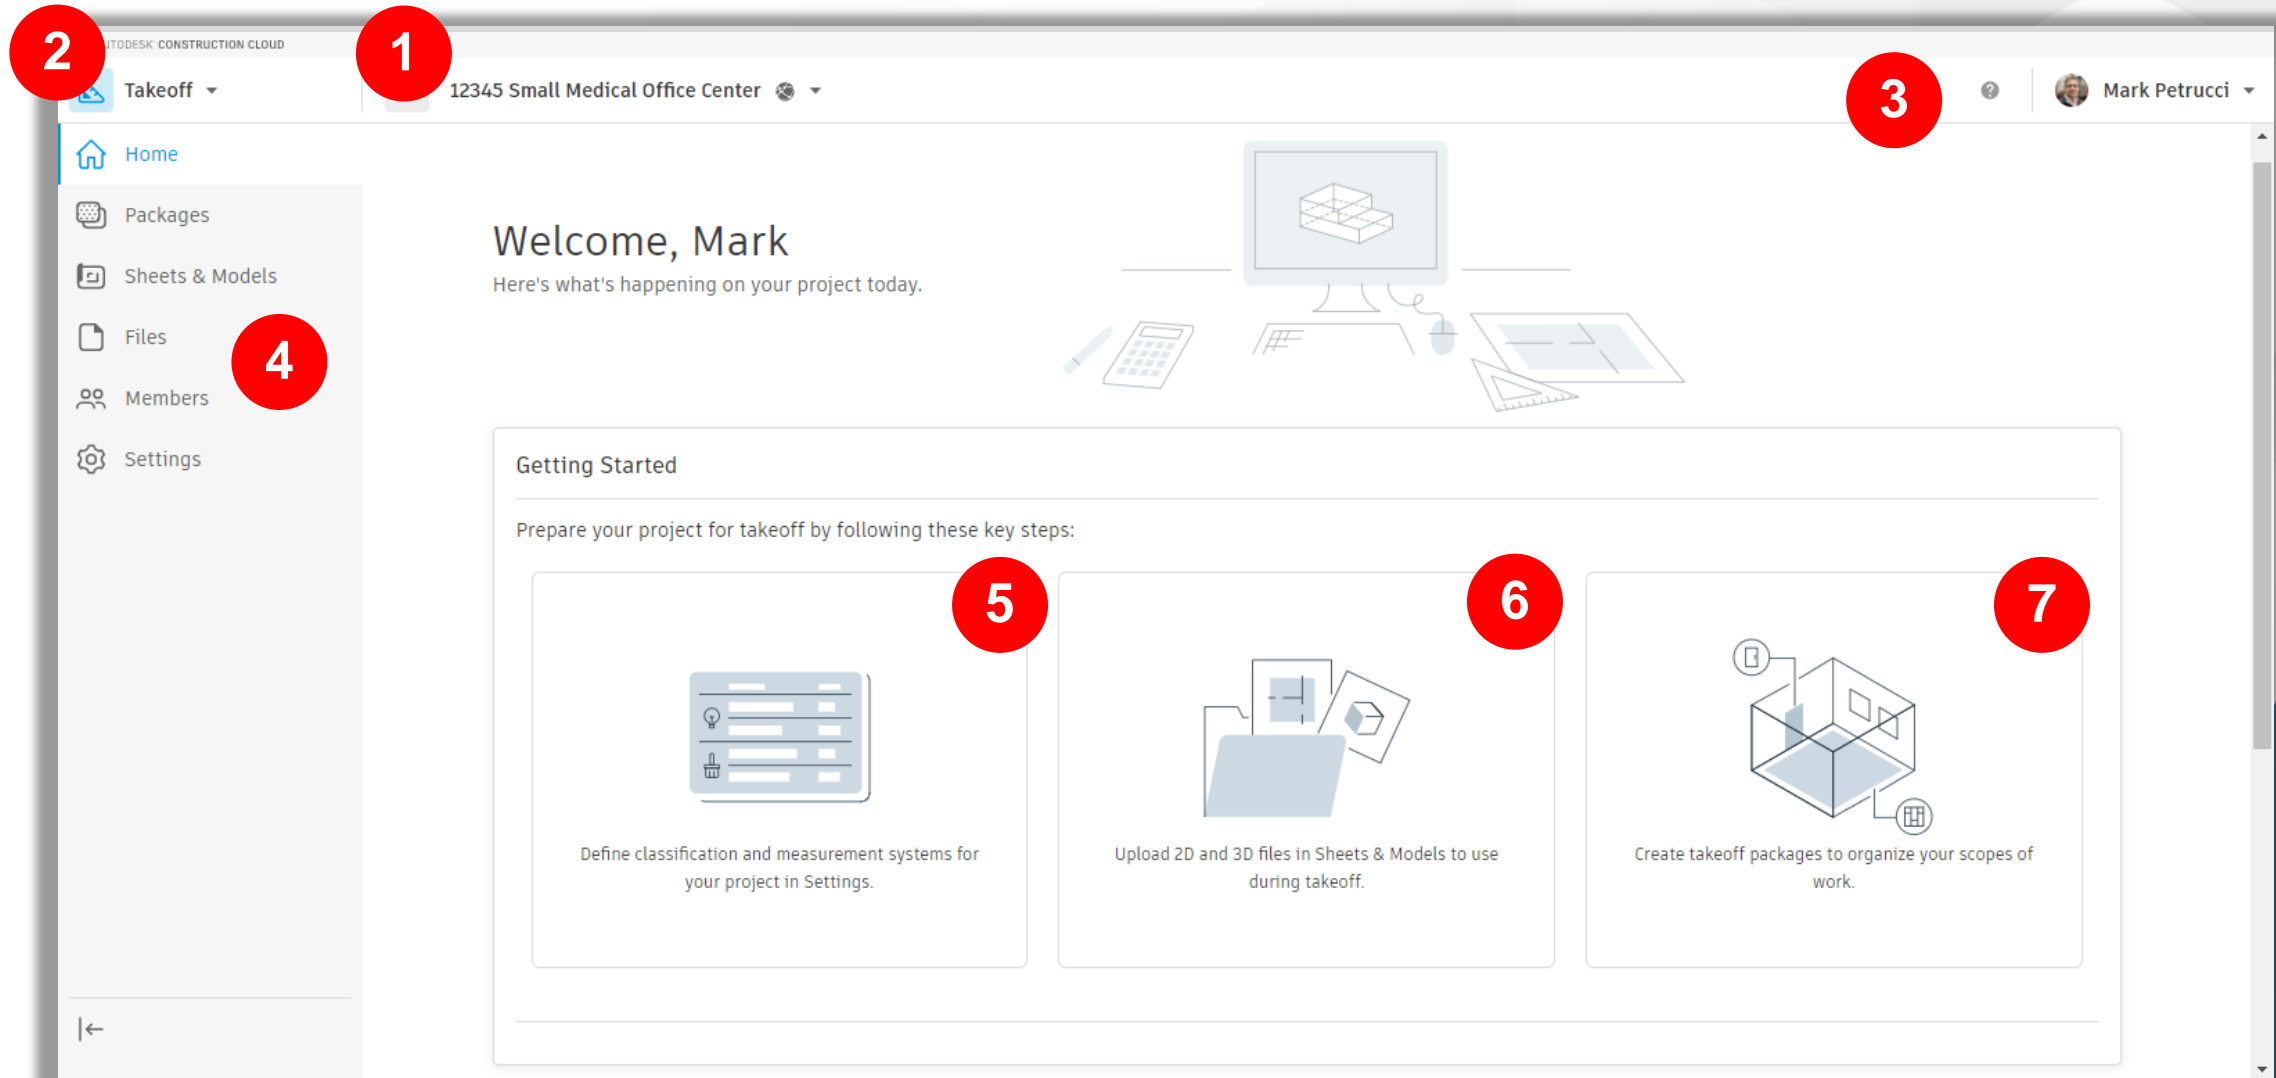 2
UTODESK CONSTRUCTION CLOUD
1
Takeoff
12345 Small Medical Office Center
3
?
Mark Petrucci
Home
Packages
Sheets & Models
Files
4
Members
Settings
Welcome, Mark
Here's what's happening on your project today.
Getting Started
Prepare your project for takeoff by following these key steps:
5
Define classification and measurement systems for
your project in Settings.
6
Upload 2D and 3D files in Sheets & Models to use
during takeoff.
7
Create takeoff packages to organize your scopes of
work.